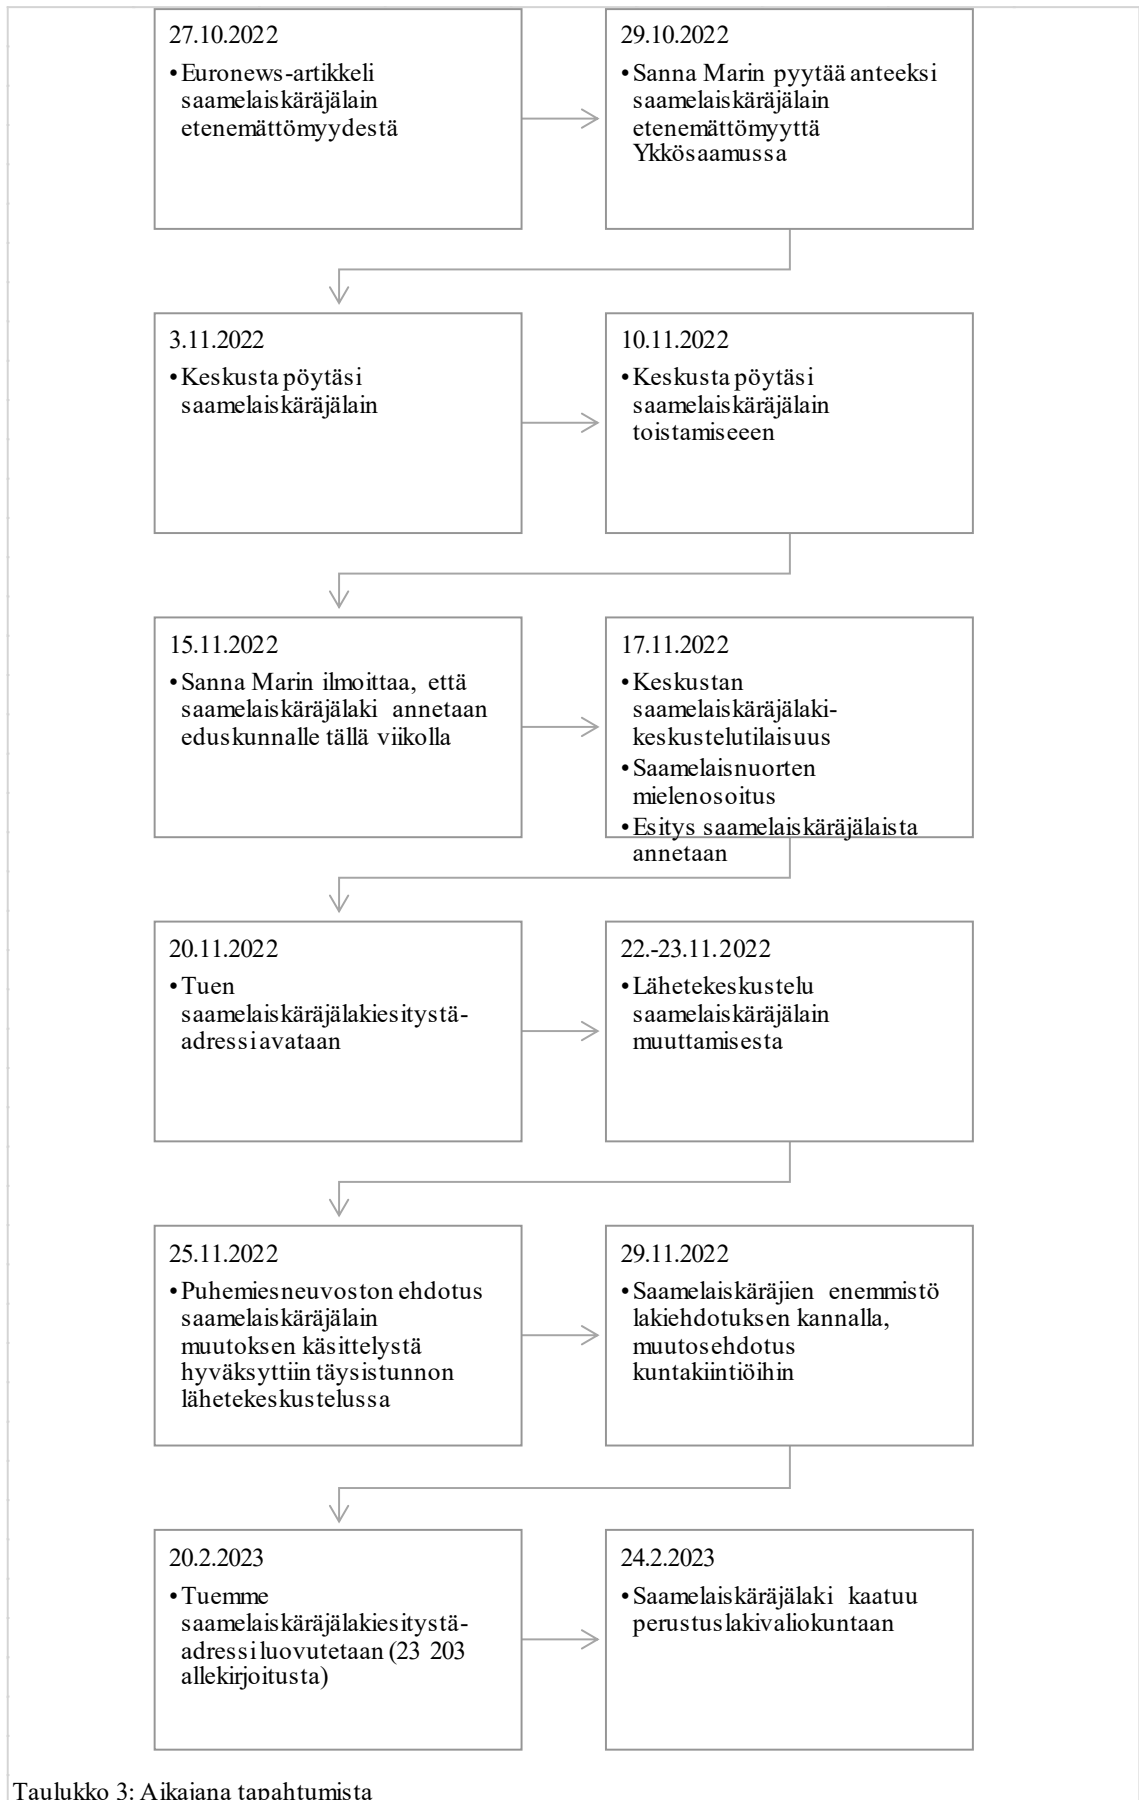 27.10.2022
• Euronews-artikkeli
saamelaiskäräjälain
etenemättömyydestä
29.10.2022
• Sanna Marin pyytää anteeksi
saamelaiskäräjälain
etenemättömyyttä
Ykkösaamussa
3.11.2022
• Keskusta pöytäsi
saamelaiskäräjälain
10.11.2022
• Keskusta pöytäsi
saamelaiskäräjälain
toistamiseeen
15.11.2022
• Sanna Marin ilmoittaa, että
saamelaiskäräjälaki annetaan
eduskunnalle tällä viikolla
17.11.2022
• Keskustan
saamelaiskäräjälaki-
keskustelutilaisuus
• Saamelaisnuorten
mielenosoitus
• Esitys saamelaiskäräjälaista
annetaan
20.11.2022
• Tuen
saamelaiskäräjälakiesitystä-
adressi avataan
22.-23.11.2022
• Lähetekeskustelu
saamelaiskäräjälain
muuttamisesta
25.11.2022
• Puhemiesneuvoston ehdotus
saamelaiskäräjälain
muutoksen käsittelystä
hyväksyttiin täysistunnon
lähetekeskustelussa
29.11.2022
• Saamelaiskäräjien enemmistö
lakiehdotuksen kannalla,
muutosehdotus
kuntakiintiöihin
20.2.2023
• Tuemme
saamelaiskäräjälakiesitystä-
adressi luovutetaan (23 203
allekirjoitusta)
24.2.2023
• Saamelaiskäräjälaki kaatuu
perustuslakivaliokuntaan
Taulukko 3: Aikajana tapahtumista